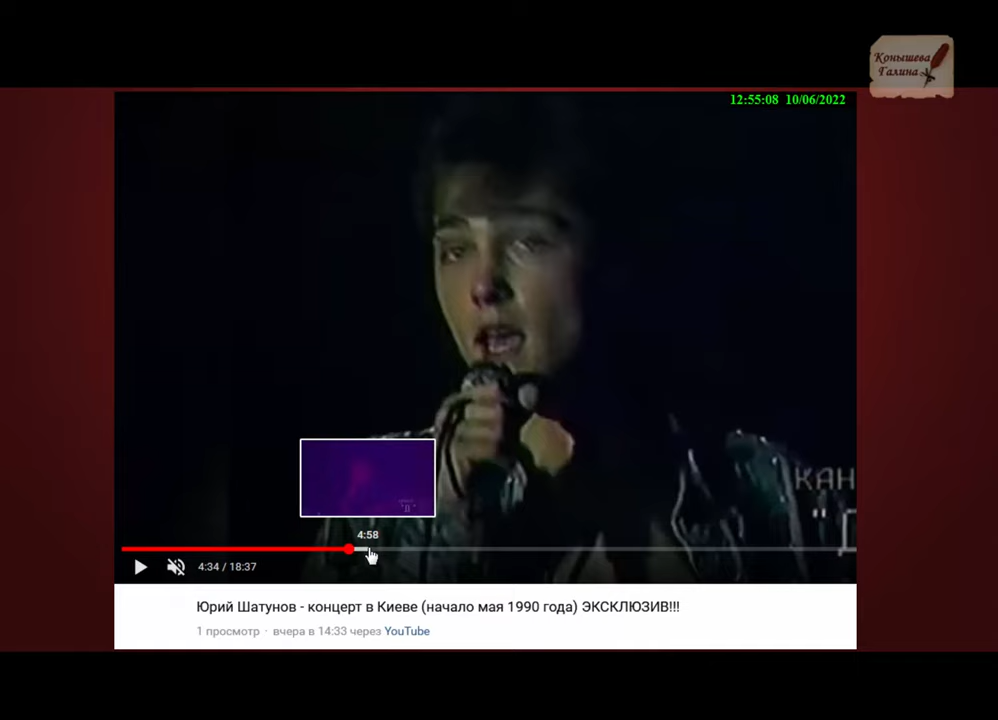 Конышева
Галина
12:55:08 10/06/2022
КАН
"Д
4:58
4:34 / 18:37
Юрий Шатунов - концерт в Киеве (начало мая 1990 года) ЭКСКЛЮЗИВ!!!
1 просмотр · вчера в 14:33 через YouTube